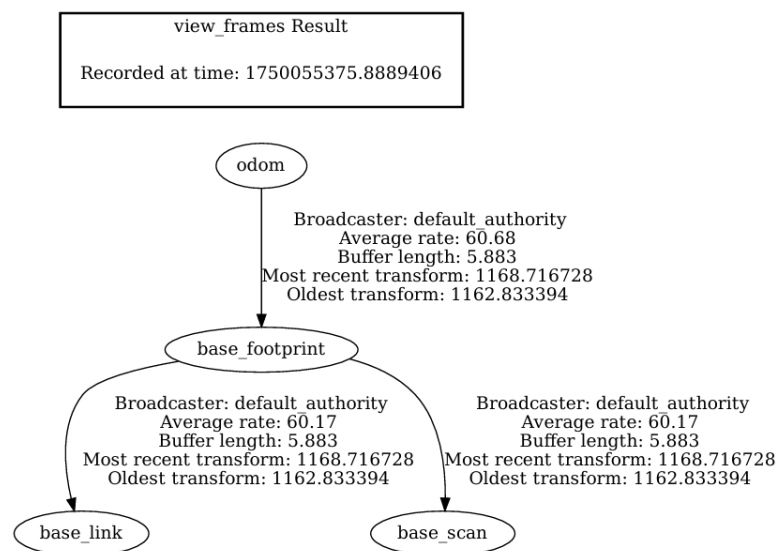 view_frames Result
Recorded at time: 1750055375.8889406
odom
Broadcaster: default_authority
Average rate: 60.68
Buffer length: 5.883
Most recent transform: 1168.716728
Oldest transform: 1162.833394
base_footprint
Broadcaster: default_authority
Average rate: 60.17
Buffer length: 5.883
Most recent transform: 1168.716728
Oldest transform: 1162.833394
Broadcaster: default_authority
Average rate: 60.17
Buffer length: 5.883
Most recent transform: 1168.716728
Oldest transform: 1162.833394
base_link
base_scan